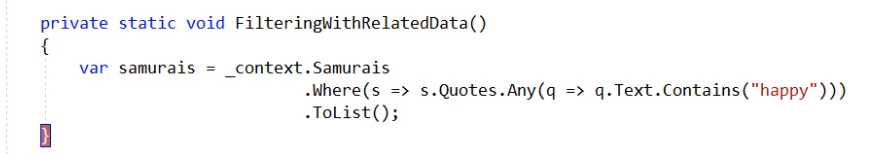 private static void FilteringWithRelatedData()
{
    var samurais = _context.Samurais
                           .Where(s => s.Quotes.Any(q => q.Text.Contains("happy")))
                           .ToList();
}